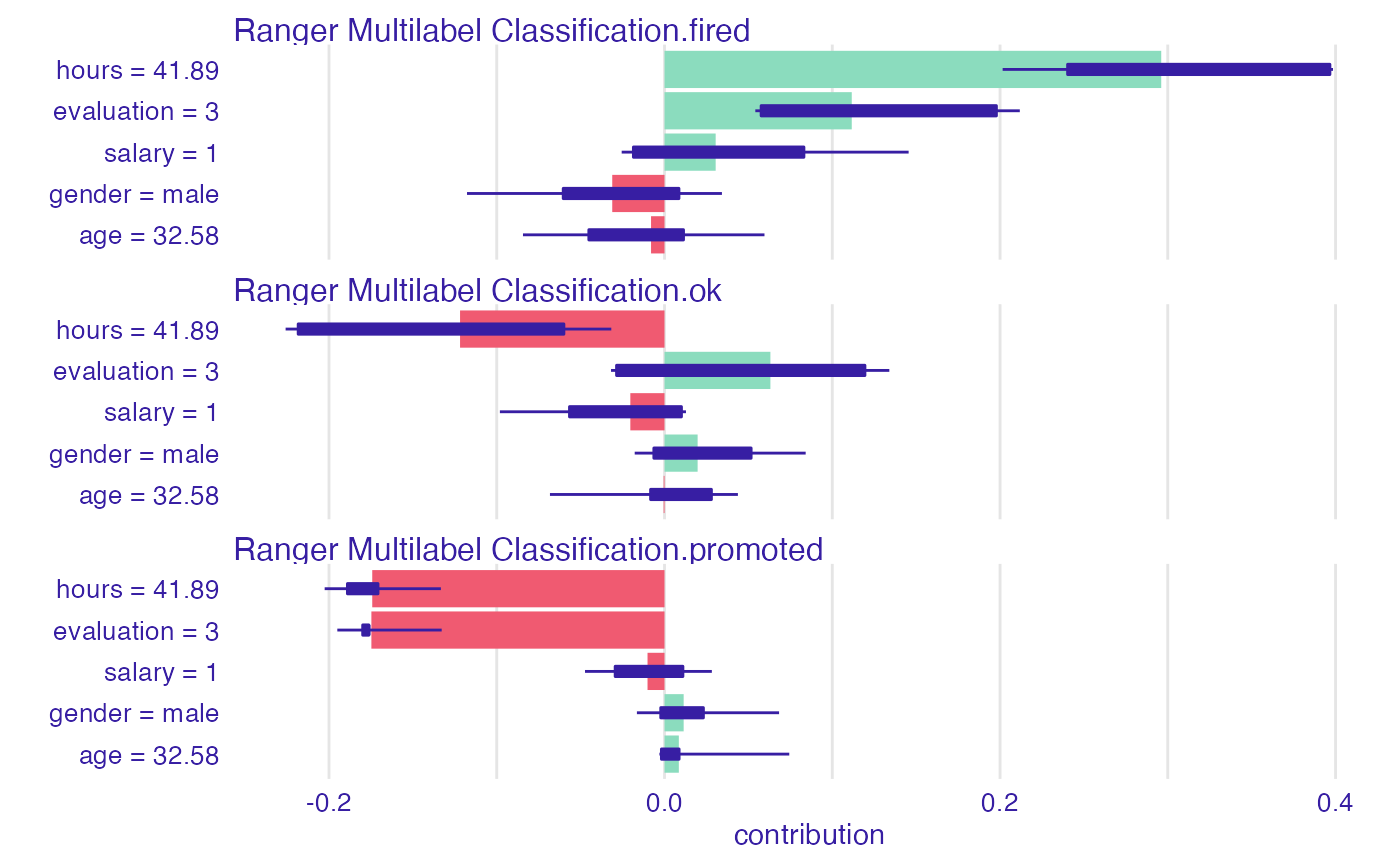 Ranger Multilabel Classification.fired
hours = 41.89
evaluation = 3
salary = 1
gender = male
age = 32.58
Ranger Multilabel Classification.ok
hours = 41.89
evaluation = 3
salary = 1
gender = male
age = 32.58
Ranger Multilabel Classification.promoted
hours = 41.89
evaluation = 3
salary = 1
gender = male
age = 32.58
-0.2 0.0 0.2 0.4
contribution